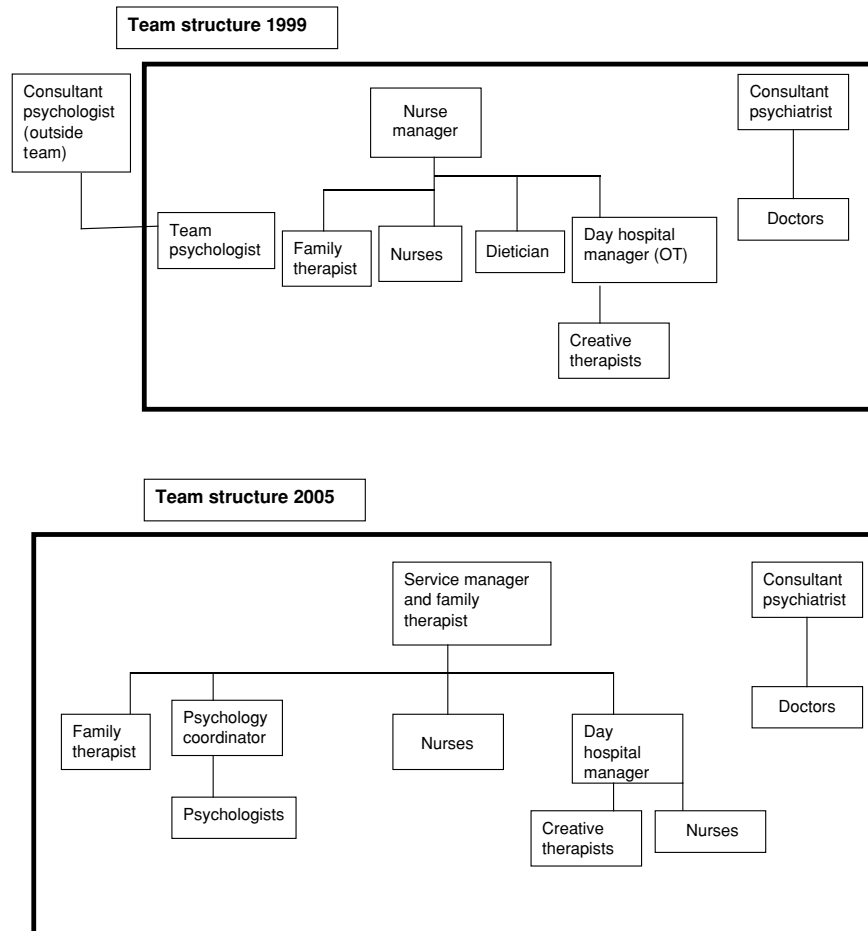 Team structure 1999
Consultant
psychologist
(outside
team)
Nurse
manager
Consultant
psychiatrist
Team
psychologist
Family
therapist
Nurses
Dietician
Day hospital
manager (OT)
Doctors
Creative
therapists
Team structure 2005
Service manager
and family
therapist
Consultant
psychiatrist
Family
therapist
Psychology
coordinator
Nurses
Day
hospital
manager
Doctors
Psychologists
Creative
therapists
Nurses